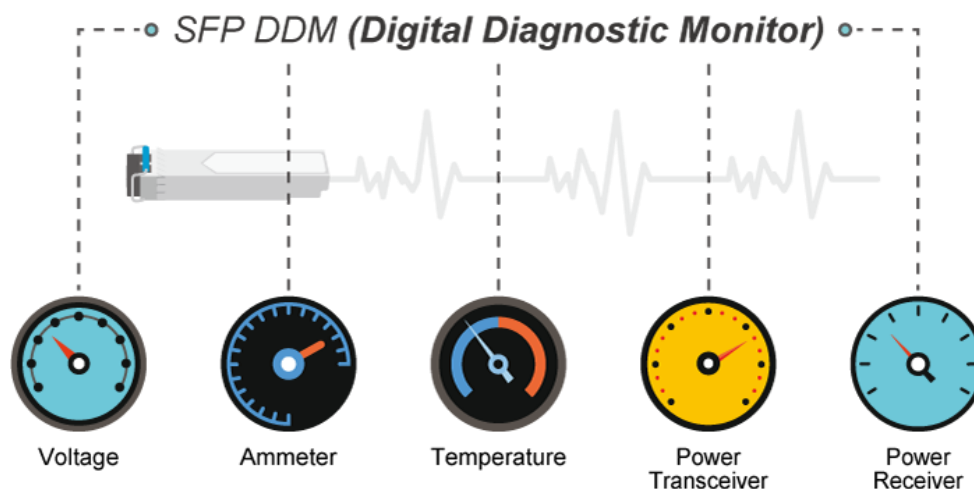 SFP DDM (Digital Diagnostic Monitor)
Voltage
Ammeter
Temperature
Power
Transceiver
Power
Receiver